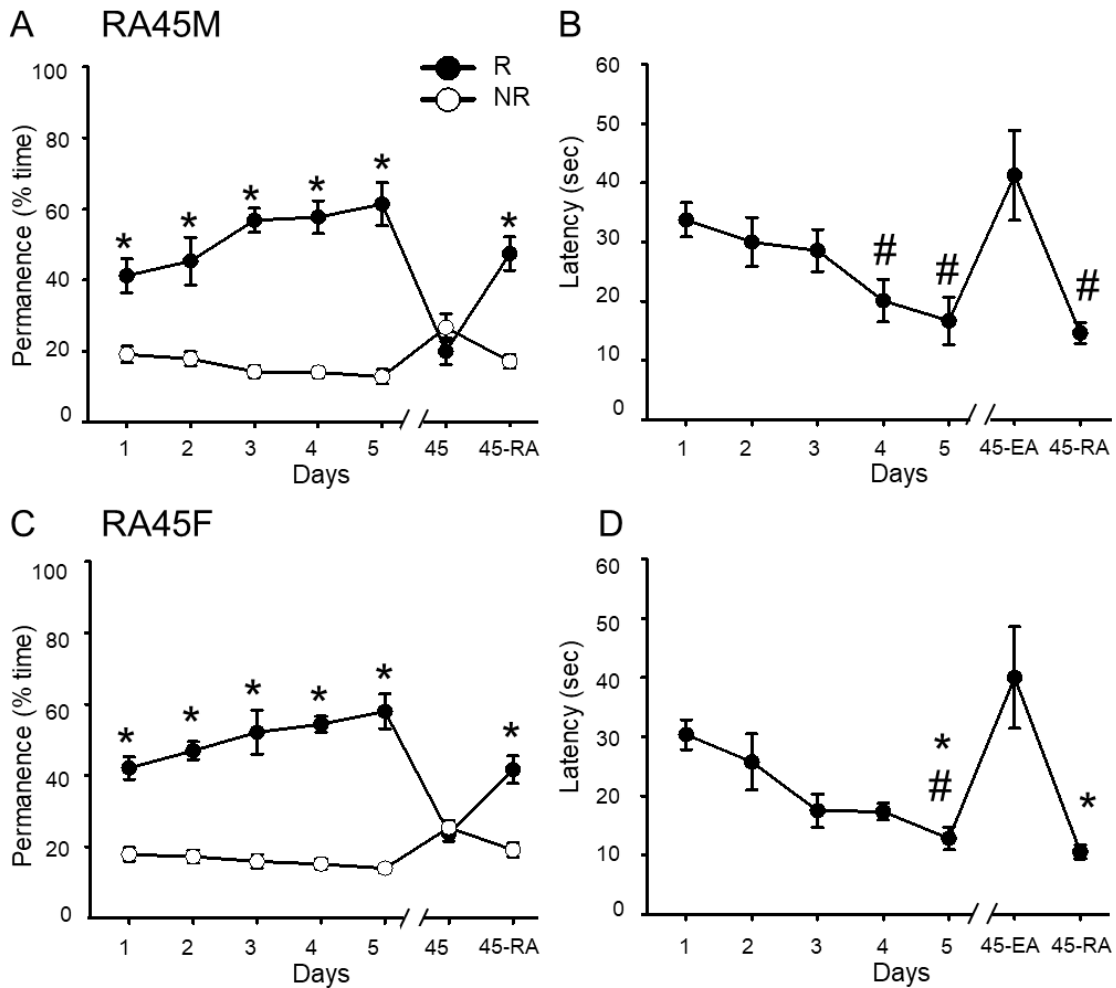 A RA45M
B
R
NR
Permanence (% time)
100
80
60
40
20
0
* * * * * *
1 2 3 4 5 // 45 45-RA
Days
Latency (sec)
60
50
40
30
20
10
0
# # #
1 2 3 4 5 // 45-EA 45-RA
Days
C RA45F
D
Permanence (% time)
100
80
60
40
20
0
* * * * * *
1 2 3 4 5 // 45 45-RA
Days
Latency (sec)
60
50
40
30
20
10
0
*
# *
1 2 3 4 5 // 45-EA 45-RA
Days